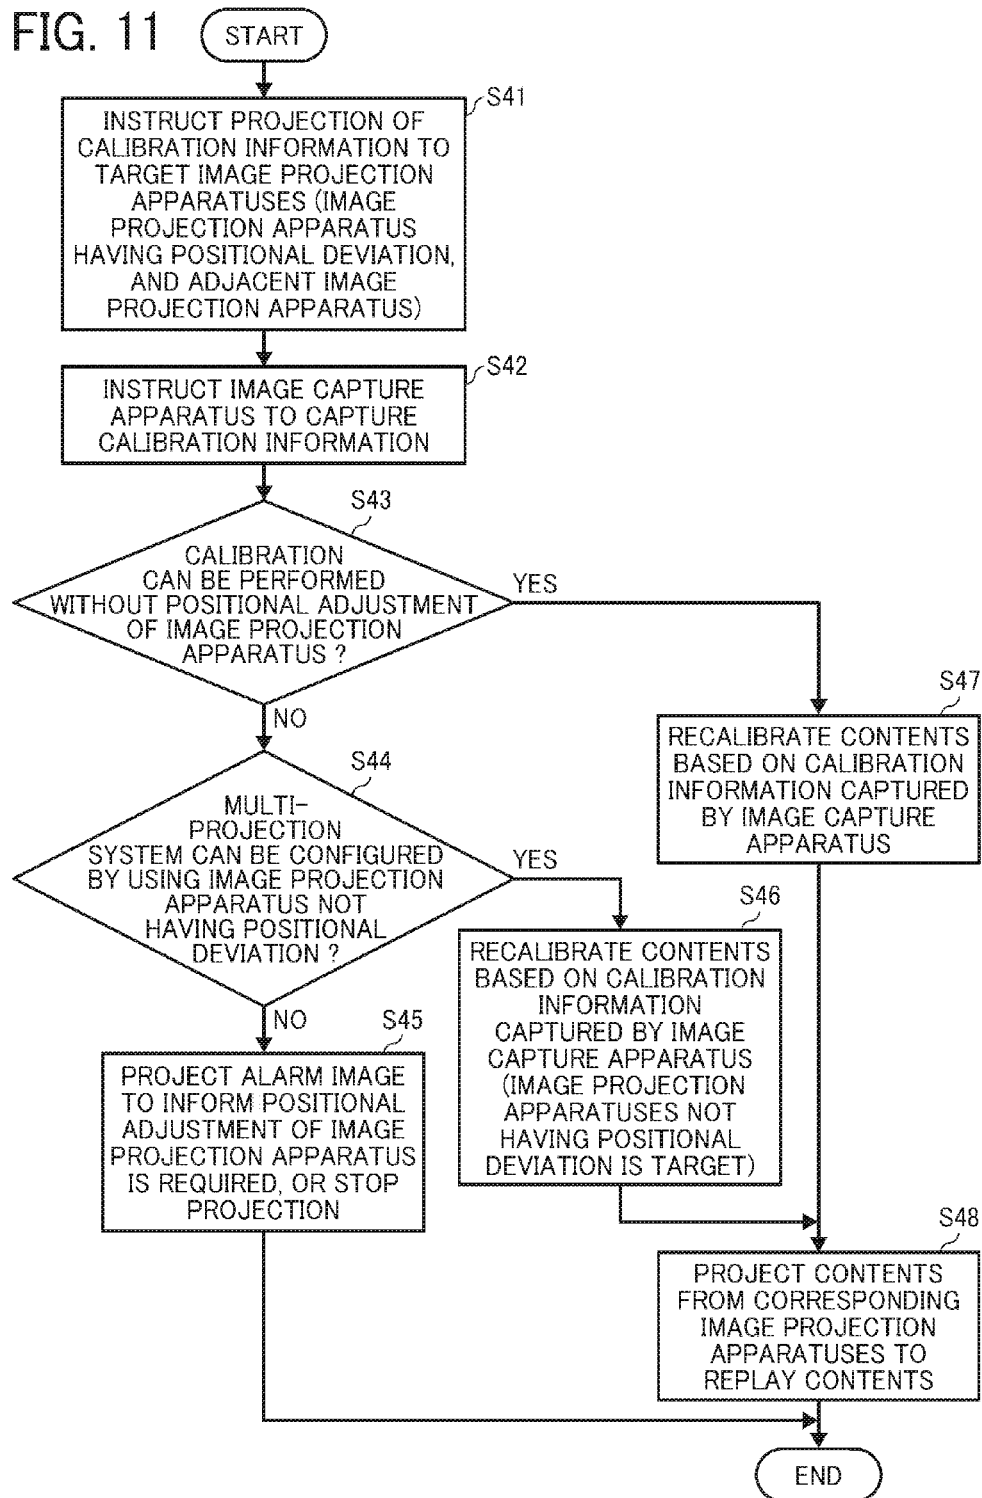 FIG. 11
START
S41
INSTRUCT PROJECTION OF
CALIBRATION INFORMATION TO
TARGET IMAGE PROJECTION
APPARATUSES (IMAGE
PROJECTION APPARATUS
HAVING POSITIONAL DEVIATION,
AND ADJACENT IMAGE
PROJECTION APPARATUS)
S42
INSTRUCT IMAGE CAPTURE
APPARATUS TO CAPTURE
CALIBRATION INFORMATION
S43
CALIBRATION
CAN BE PERFORMED
WITHOUT POSITIONAL ADJUSTMENT
OF IMAGE PROJECTION
APPARATUS ?
YES
NO
S47
RECALIBRATE CONTENTS
BASED ON CALIBRATION
INFORMATION CAPTURED
BY IMAGE CAPTURE
APPARATUS
S44
MULTI-
PROJECTION
SYSTEM CAN BE CONFIGURED
BY USING IMAGE PROJECTION
APPARATUS NOT
HAVING POSITIONAL
DEVIATION ?
YES
NO
S46
RECALIBRATE CONTENTS
BASED ON CALIBRATION
INFORMATION
CAPTURED BY IMAGE
CAPTURE APPARATUS
(IMAGE PROJECTION
APPARATUSES NOT
HAVING POSITIONAL
DEVIATION IS TARGET)
S45
PROJECT ALARM IMAGE
TO INFORM POSITIONAL
ADJUSTMENT OF IMAGE
PROJECTION APPARATUS
IS REQUIRED, OR STOP
PROJECTION
S48
PROJECT CONTENTS
FROM CORRESPONDING
IMAGE PROJECTION
APPARATUSES TO
REPLAY CONTENTS
END